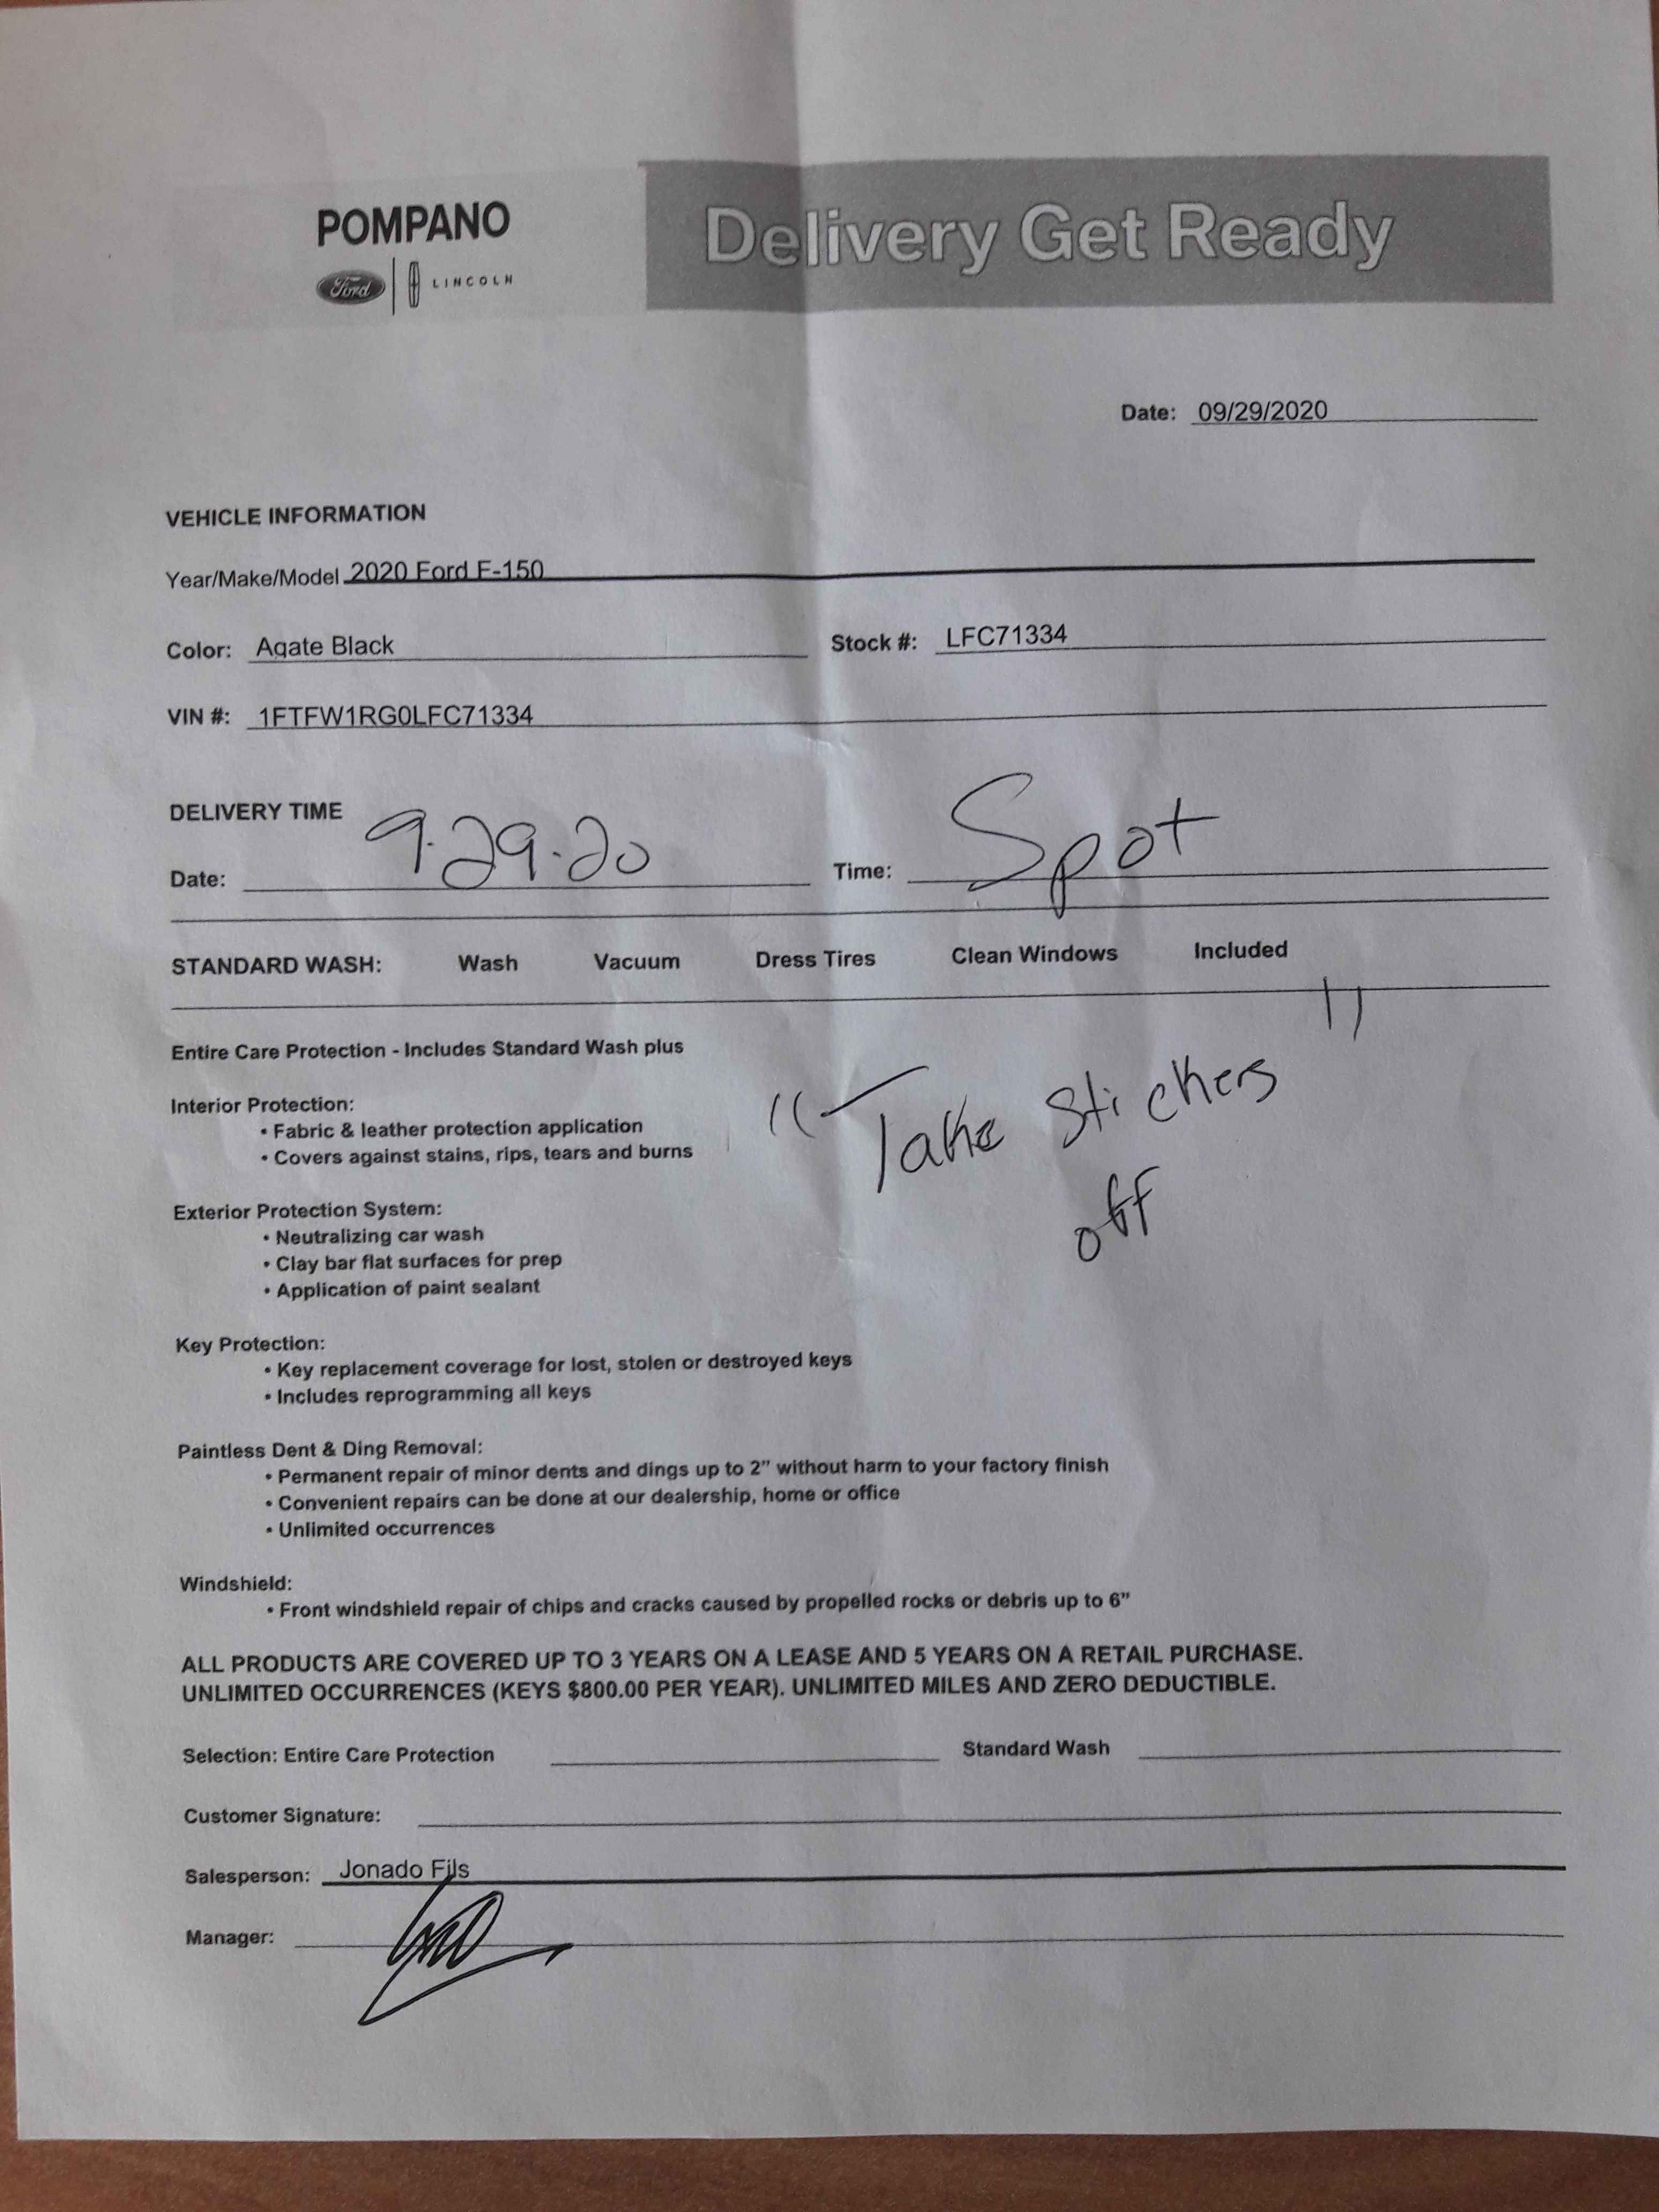 POMPANO
Ford LINCOLN
Delivery Get Ready
Date: 09/29/2020
VEHICLE INFORMATION
Year/Make/Model 2020 Ford F-150
Color: Agate Black Stock #: LFC71334
VIN #: 1FTFW1RG0LFC71334
DELIVERY TIME
Date: 9.29.20 Time: Spot
STANDARD WASH: Wash Vacuum Dress Tires Clean Windows Included
Entire Care Protection - Includes Standard Wash plus
"Take Stickers
off"
Interior Protection:
• Fabric & leather protection application
• Covers against stains, rips, tears and burns
Exterior Protection System:
• Neutralizing car wash
• Clay bar flat surfaces for prep
• Application of paint sealant
Key Protection:
• Key replacement coverage for lost, stolen or destroyed keys
• Includes reprogramming all keys
Paintless Dent & Ding Removal:
• Permanent repair of minor dents and dings up to 2" without harm to your factory finish
• Convenient repairs can be done at our dealership, home or office
• Unlimited occurrences
Windshield:
• Front windshield repair of chips and cracks caused by propelled rocks or debris up to 6"
ALL PRODUCTS ARE COVERED UP TO 3 YEARS ON A LEASE AND 5 YEARS ON A RETAIL PURCHASE.
UNLIMITED OCCURRENCES (KEYS $800.00 PER YEAR). UNLIMITED MILES AND ZERO DEDUCTIBLE.
Selection: Entire Care Protection Standard Wash
Customer Signature:
Salesperson: Jonado Fils
Manager: